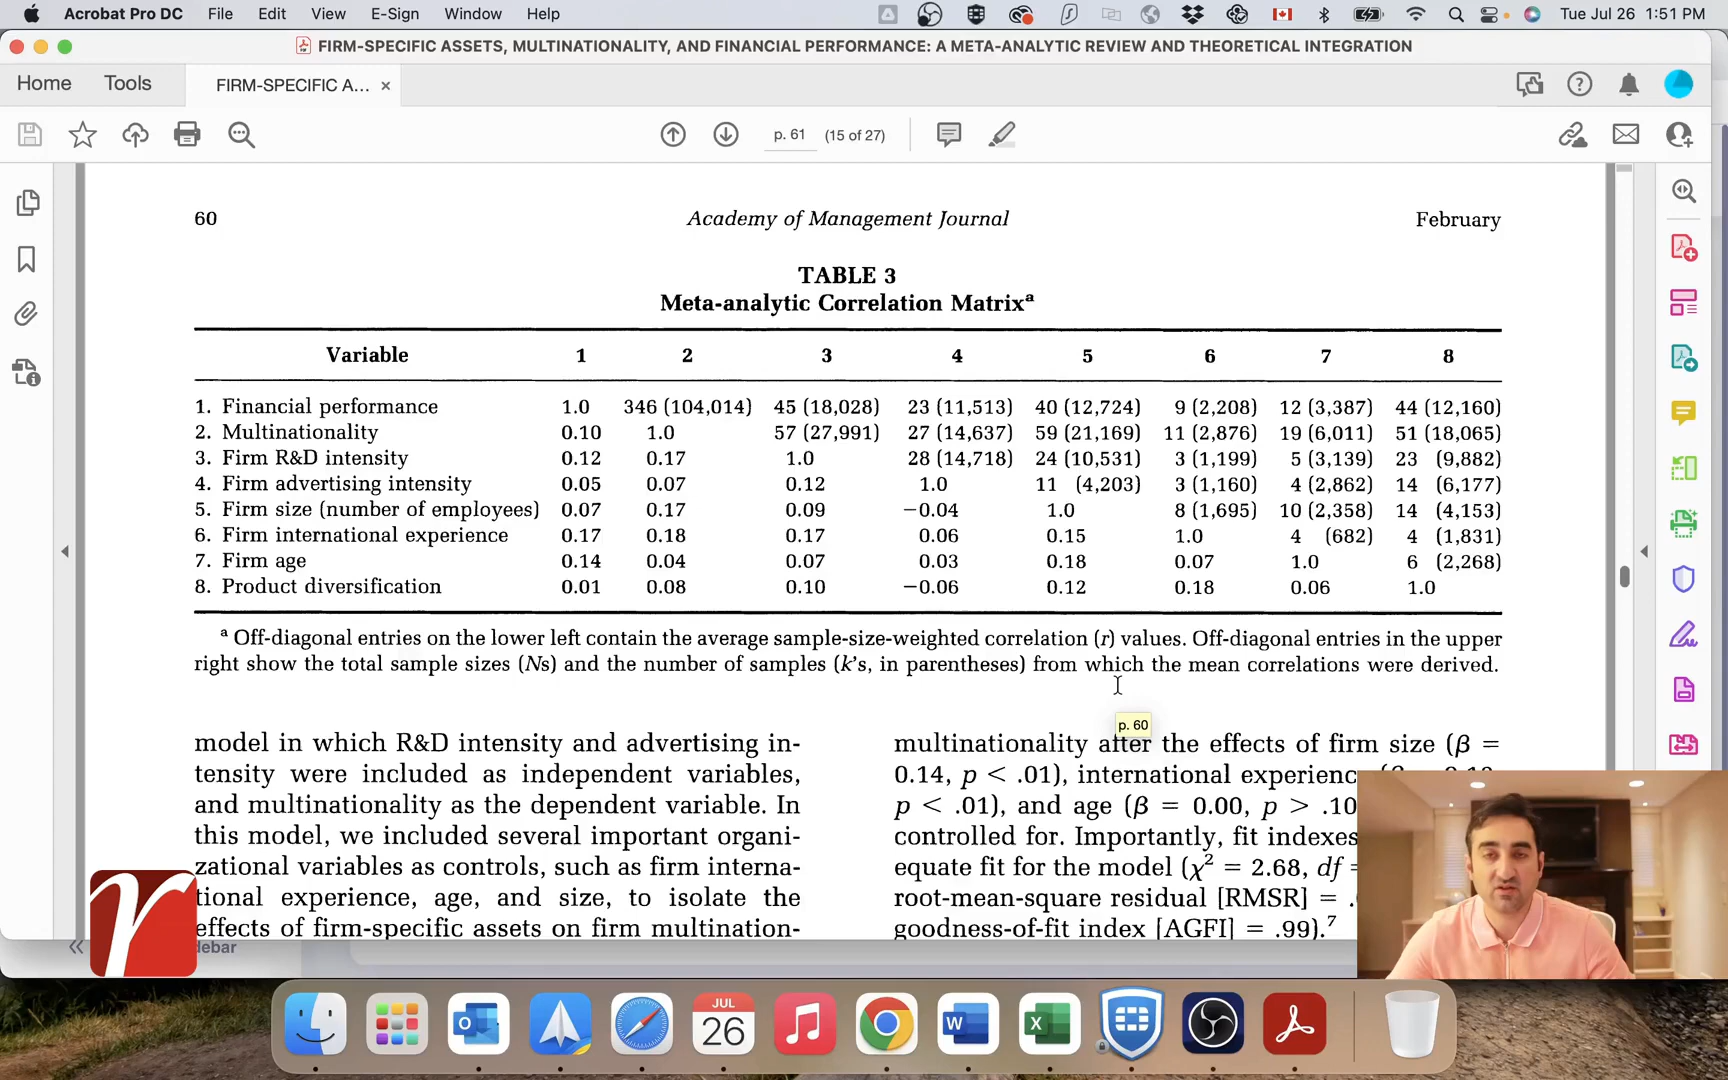 Acrobat Pro DC File Edit View E-Sign Window Help Tue Jul 26 1:51 PM
FIRM-SPECIFIC ASSETS, MULTINATIONALITY, AND FINANCIAL PERFORMANCE: A META-ANALYTIC REVIEW AND THEORETICAL INTEGRATION
Home Tools FIRM-SPECIFIC A... ×
p. 61 (15 of 27)
60 Academy of Management Journal February
TABLE 3
Meta-analytic Correlation Matrixᵃ
Variable 1 2 3 4 5 6 7 8
1. Financial performance 1.0 346 (104,014) 45 (18,028) 23 (11,513) 40 (12,724) 9 (2,208) 12 (3,387) 44 (12,160)
2. Multinationality 0.10 1.0 57 (27,991) 27 (14,637) 59 (21,169) 11 (2,876) 19 (6,011) 51 (18,065)
3. Firm R&D intensity 0.12 0.17 1.0 28 (14,718) 24 (10,531) 3 (1,199) 5 (3,139) 23 (9,882)
4. Firm advertising intensity 0.05 0.07 0.12 1.0 11 (4,203) 3 (1,160) 4 (2,862) 14 (6,177)
5. Firm size (number of employees) 0.07 0.17 0.09 −0.04 1.0 8 (1,695) 10 (2,358) 14 (4,153)
6. Firm international experience 0.17 0.18 0.17 0.06 0.15 1.0 4 (682) 4 (1,831)
7. Firm age 0.14 0.04 0.07 0.03 0.18 0.07 1.0 6 (2,268)
8. Product diversification 0.01 0.08 0.10 −0.06 0.12 0.18 0.06 1.0
ᵃ Off-diagonal entries on the lower left contain the average sample-size-weighted correlation (r) values. Off-diagonal entries in the upper
right show the total sample sizes (Ns) and the number of samples (k's, in parentheses) from which the mean correlations were derived.
p. 60
model in which R&D intensity and advertising in-
tensity were included as independent variables,
and multinationality as the dependent variable. In
this model, we included several important organi-
zational variables as controls, such as firm interna-
tional experience, age, and size, to isolate the
effects of firm-specific assets on firm multination-
multinationality after the effects of firm size (β =
0.14, p < .01), international experience
p < .01), and age (β = 0.00, p > .10
controlled for. Importantly, fit indexes
equate fit for the model (χ² = 2.68, df =
root-mean-square residual [RMSR] = .
goodness-of-fit index [AGFI] = .99).⁷
r
debar
JUL
26